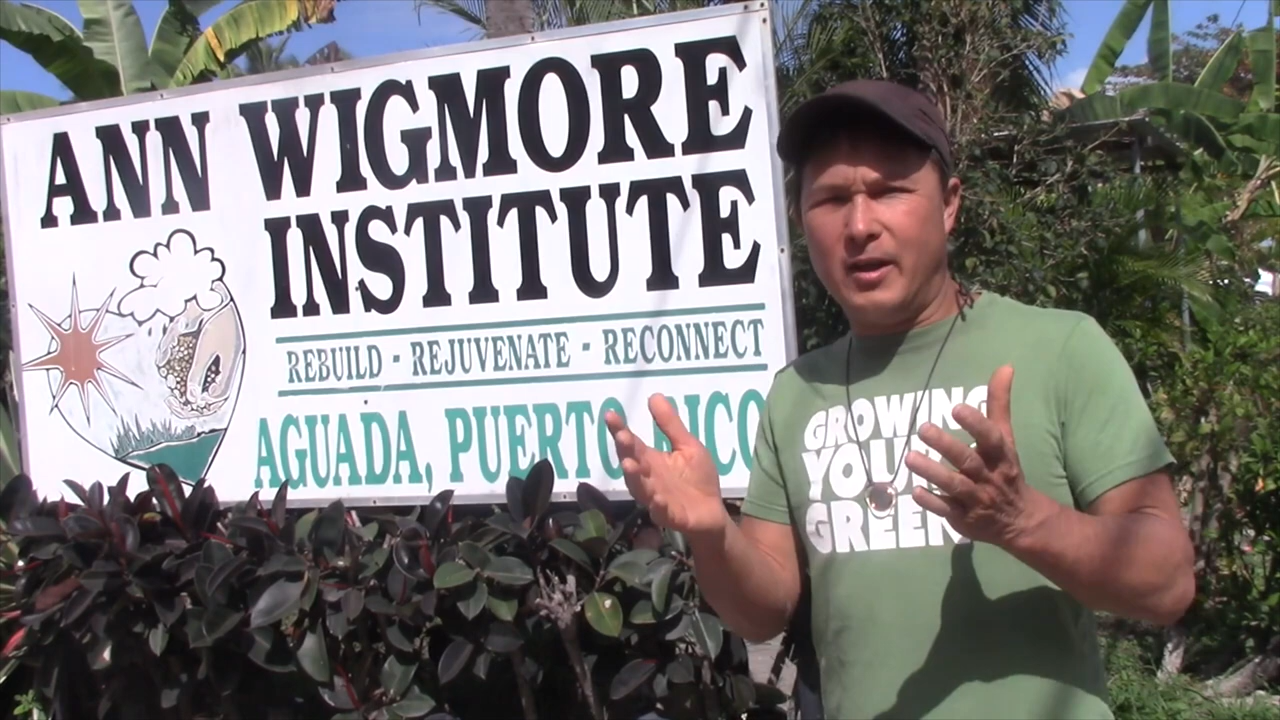 ANN WIGMORE
INSTITUTE
REBUILD - REJUVENATE - RECONNECT
AGUADA, PUERTO RICO
GROWING
YOUR
GREENS